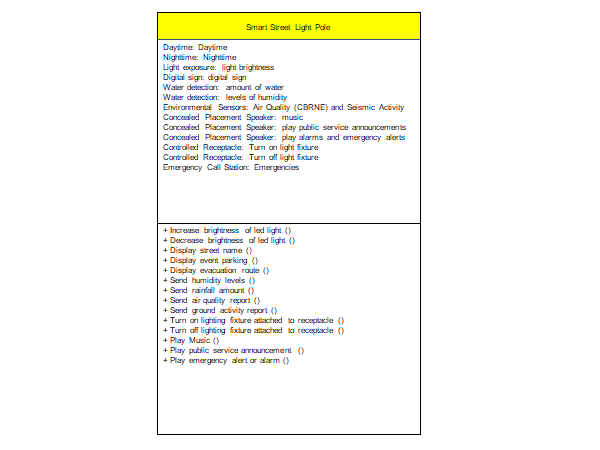 Smart Street Light Pole
Daytime: Daytime
Nighttime: Nighttime
Light exposure: light brightness
Digital sign: digital sign
Water detection: amount of water
Water detection: levels of humidity
Environmental Sensors: Air Quality (CBRNE) and Seismic Activity
Concealed Placement Speaker: music
Concealed Placement Speaker: play public service announcements
Concealed Placement Speaker: play alarms and emergency alerts
Controlled Receptacle: Turn on light fixture
Controlled Receptacle: Turn off light fixture
Emergency Call Station: Emergencies
+ Increase brightness of led light ()
+ Decrease brightness of led light ()
+ Display street name ()
+ Display event parking ()
+ Display evacuation route ()
+ Send humidity levels ()
+ Send rainfall amount ()
+ Send air quality report ()
+ Send ground activity report ()
+ Turn on lighting fixture attached to receptacle ()
+ Turn off lighting fixture attached to receptacle ()
+ Play Music ()
+ Play public service announcement ()
+ Play emergency alert or alarm ()